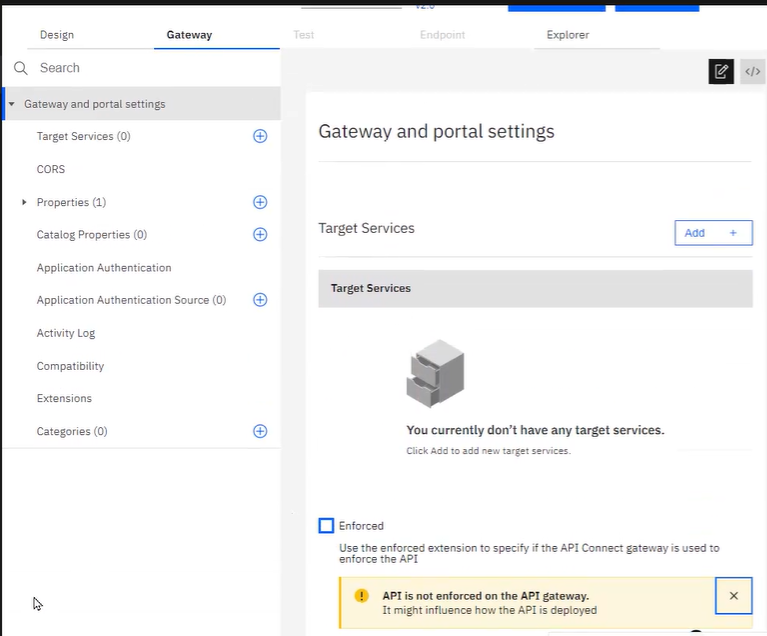 v2.0
Design
Gateway
Test
Endpoint
Explorer
Search
</>
Gateway and portal settings
Target Services (0)
CORS
Properties (1)
Catalog Properties (0)
Application Authentication
Application Authentication Source (0)
Activity Log
Compatibility
Extensions
Categories (0)
Gateway and portal settings
Target Services
Add +
Target Services
You currently don't have any target services.
Click Add to add new target services.
Enforced
Use the enforced extension to specify if the API Connect gateway is used to
enforce the API
API is not enforced on the API gateway.
It might influence how the API is deployed